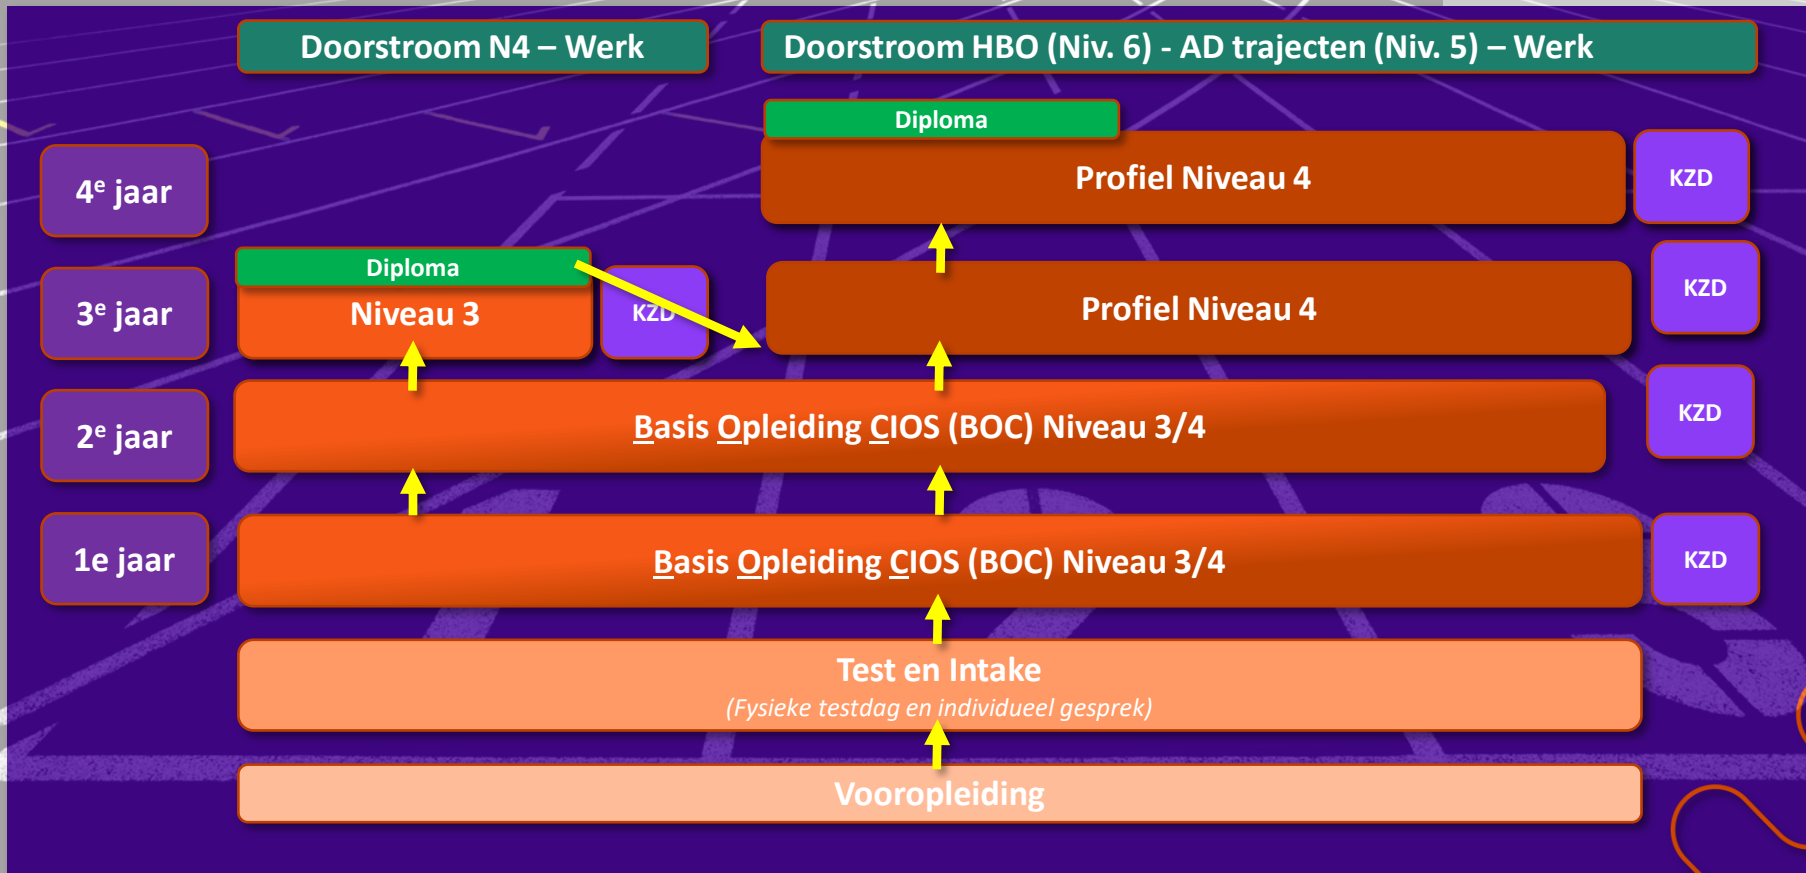 Doorstroom N4 – Werk
Doorstroom HBO (Niv. 6) - AD trajecten (Niv. 5) – Werk
Diploma
4e jaar
Profiel Niveau 4
KZD
Diploma
3e jaar
Niveau 3
KZD
Profiel Niveau 4
KZD
2e jaar
Basis Opleiding CIOS (BOC) Niveau 3/4
KZD
1e jaar
Basis Opleiding CIOS (BOC) Niveau 3/4
KZD
Test en Intake
(Fysieke testdag en individueel gesprek)
Vooropleiding